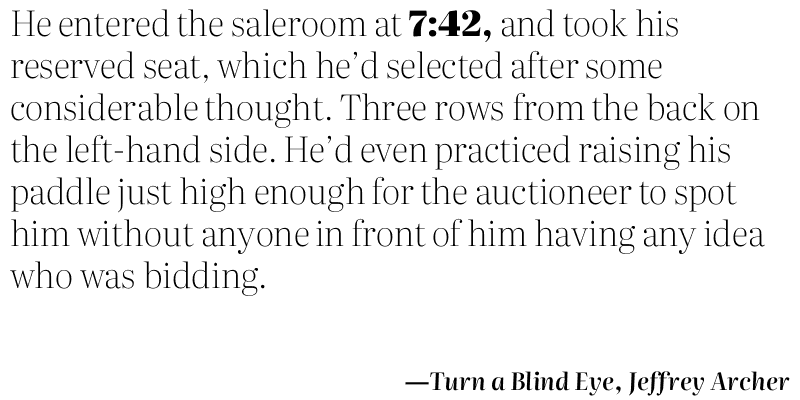 He entered the saleroom at 7:42, and took his
reserved seat, which he’d selected after some
considerable thought. Three rows from the back on
the left-hand side. He’d even practiced raising his
paddle just high enough for the auctioneer to spot
him without anyone in front of him having any idea
who was bidding.
—Turn a Blind Eye, Jeffrey Archer